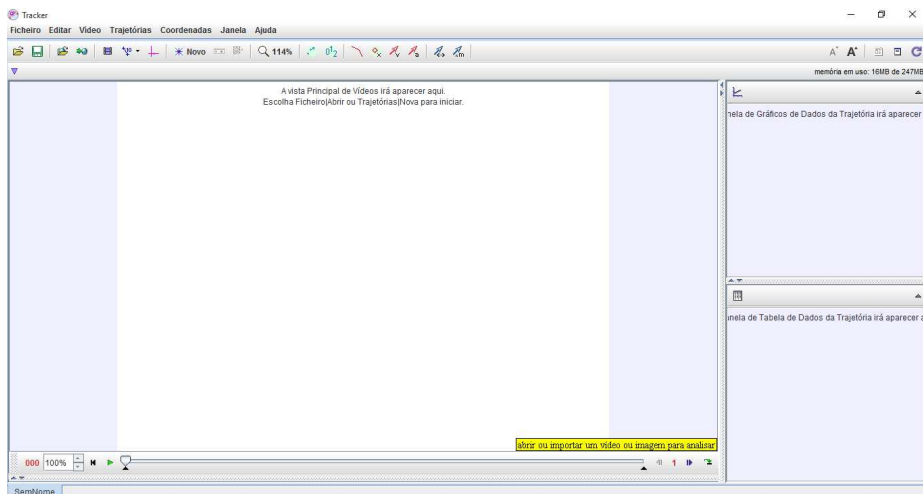 Tracker
Ficheiro Editar Vídeo Trajetórias Coordenadas Janela Ajuda
Novo 114%
memória em uso: 16MB de 247MB
A vista Principal de Vídeos irá aparecer aqui.
Escolha Ficheiro|Abrir ou Trajetórias|Nova para iniciar.
nela de Gráficos de Dados da Trajetória irá aparecer
nela de Tabela de Dados da Trajetória irá aparecer a
abrir ou importar um vídeo ou imagem para analisar
000 100% 1
SemNome